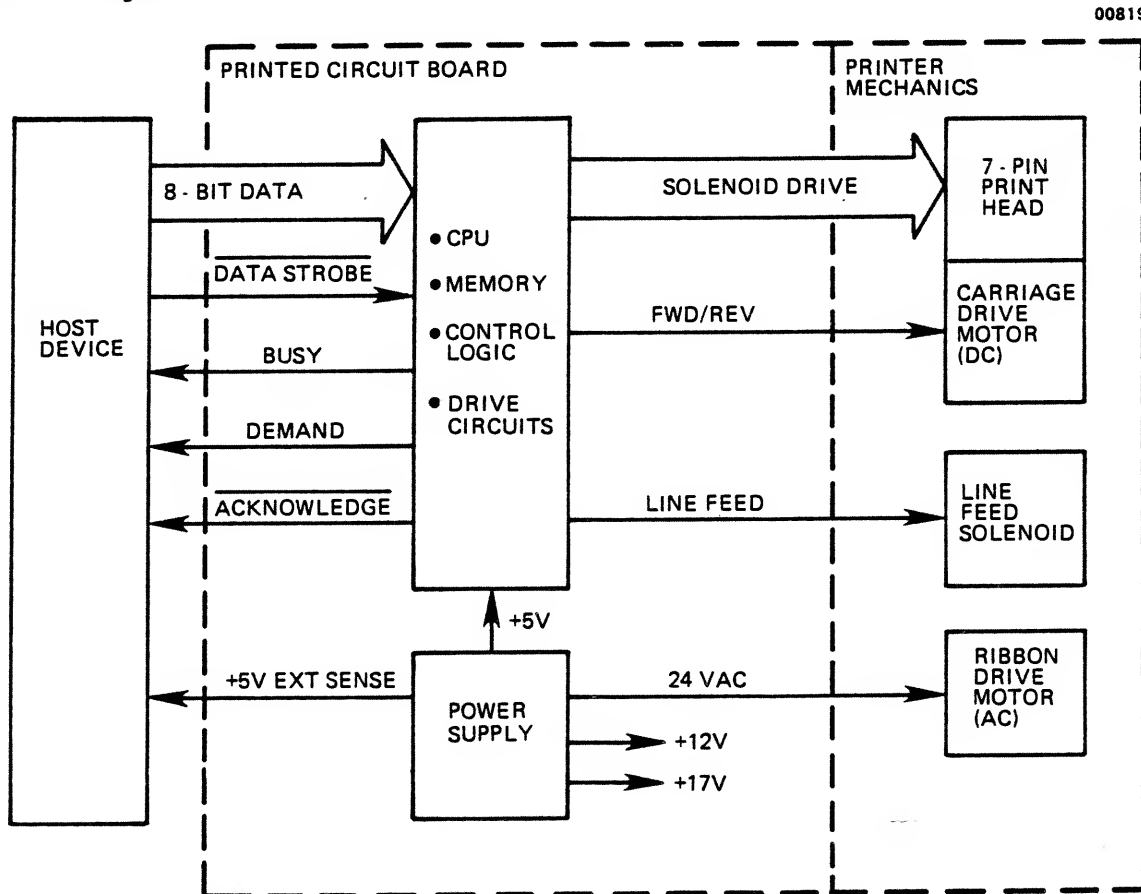 00819
PRINTED CIRCUIT BOARD
PRINTER
MECHANICS
HOST
DEVICE
8 - BIT DATA
DATA STROBE
BUSY
DEMAND
ACKNOWLEDGE
+5V EXT SENSE
• CPU
• MEMORY
• CONTROL
LOGIC
• DRIVE
CIRCUITS
+5V
POWER
SUPPLY
SOLENOID DRIVE
FWD/REV
LINE FEED
24 VAC
+12V
+17V
7 - PIN
PRINT
HEAD
CARRIAGE
DRIVE
MOTOR
(DC)
LINE
FEED
SOLENOID
RIBBON
DRIVE
MOTOR
(AC)